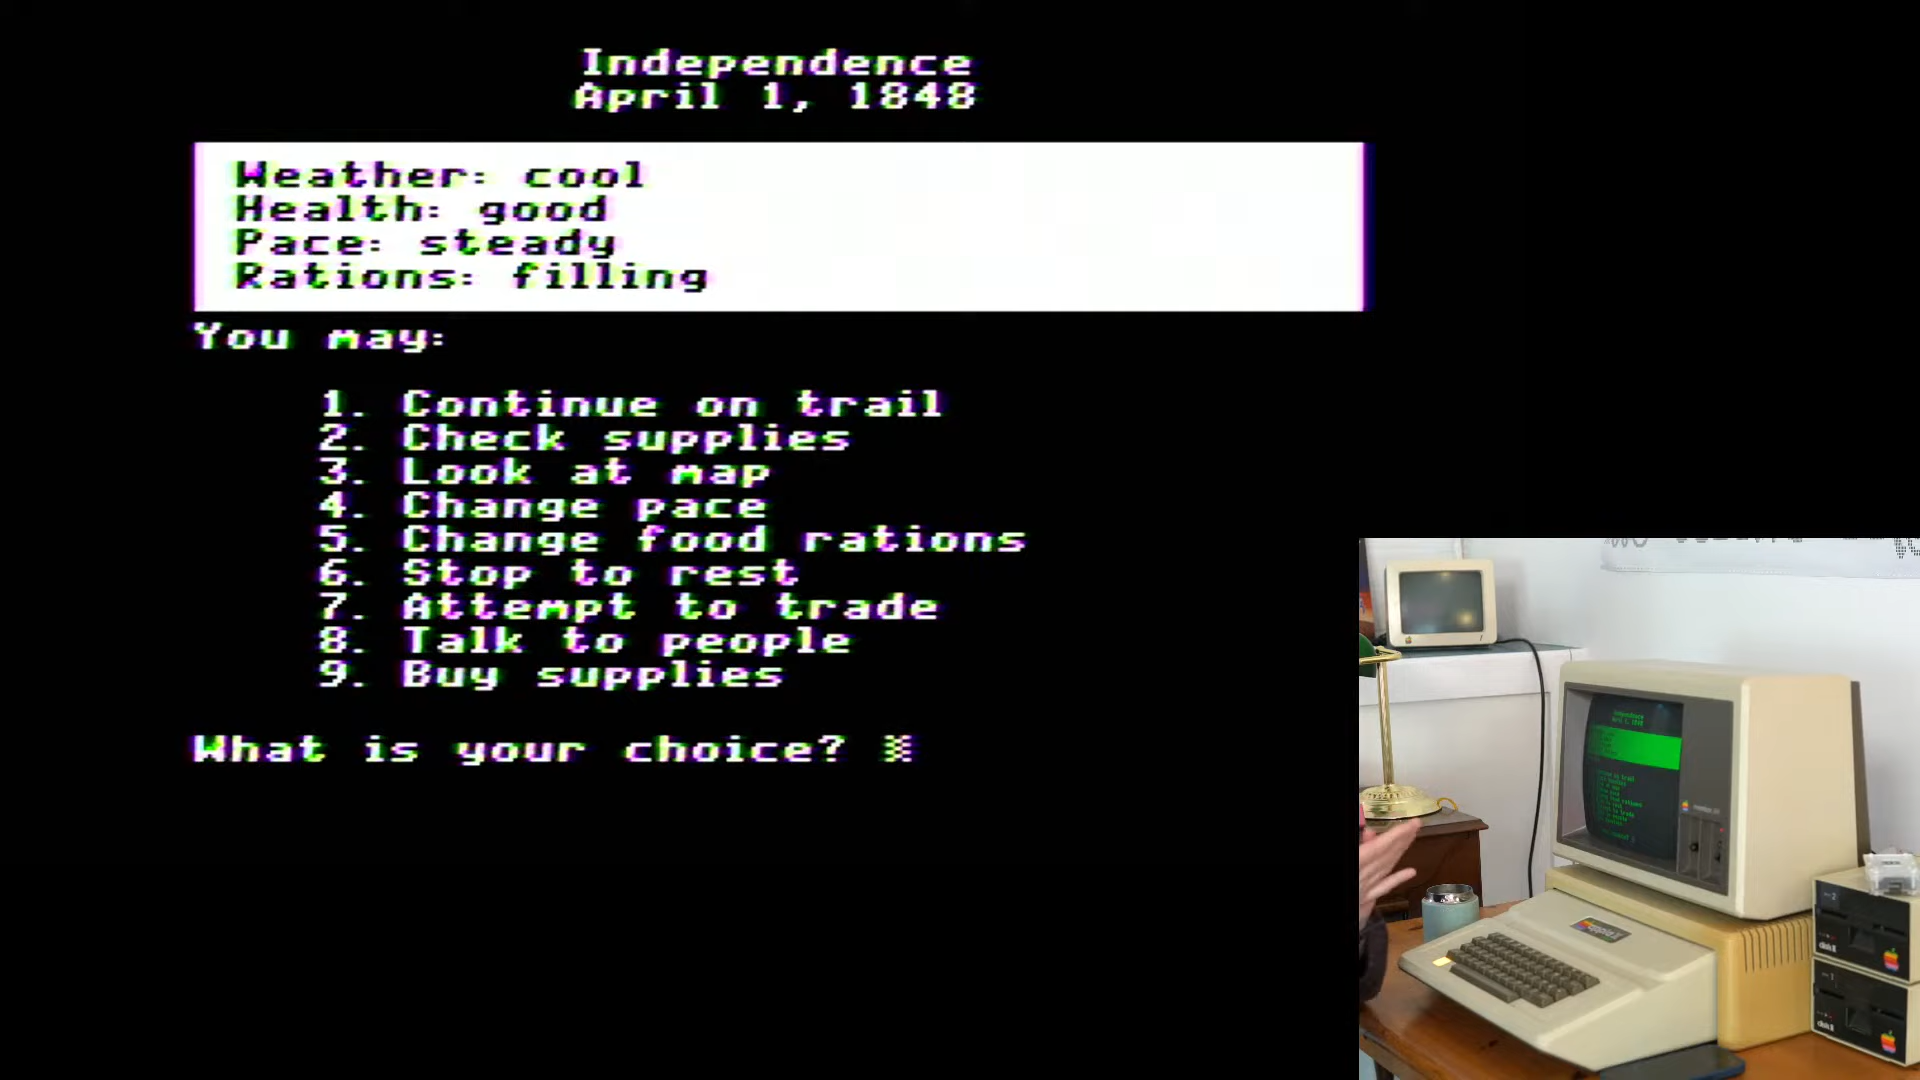 Independence
April 1, 1848
Weather: cool
Health: good
Pace: steady
Rations: filling
You may:
1. Continue on trail
2. Check supplies
3. Look at map
4. Change pace
5. Change food rations
6. Stop to rest
7. Attempt to trade
8. Talk to people
9. Buy supplies
What is your choice?